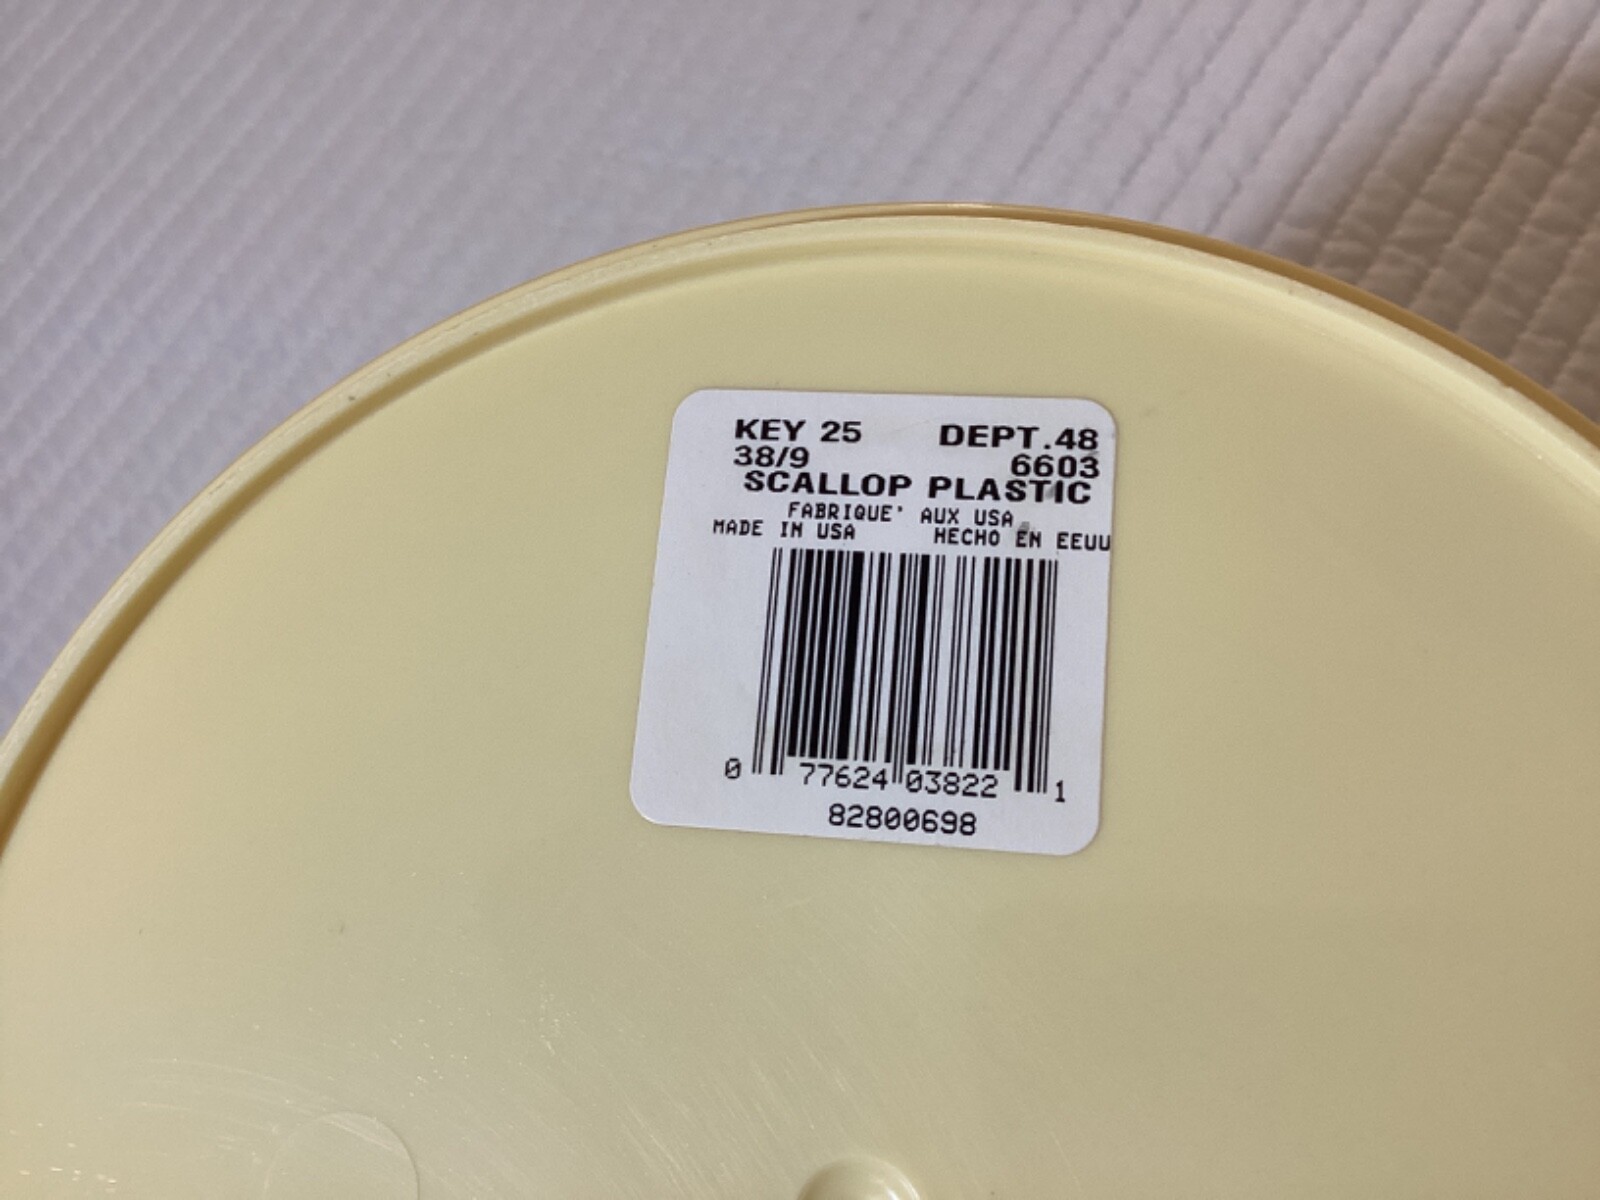 KEY 25 DEPT.48
38/9 6603
SCALLOP PLASTIC
FABRIQUE' AUX USA
MADE IN USA HECHO EN EEUU
0 77624 03822 1
82800698